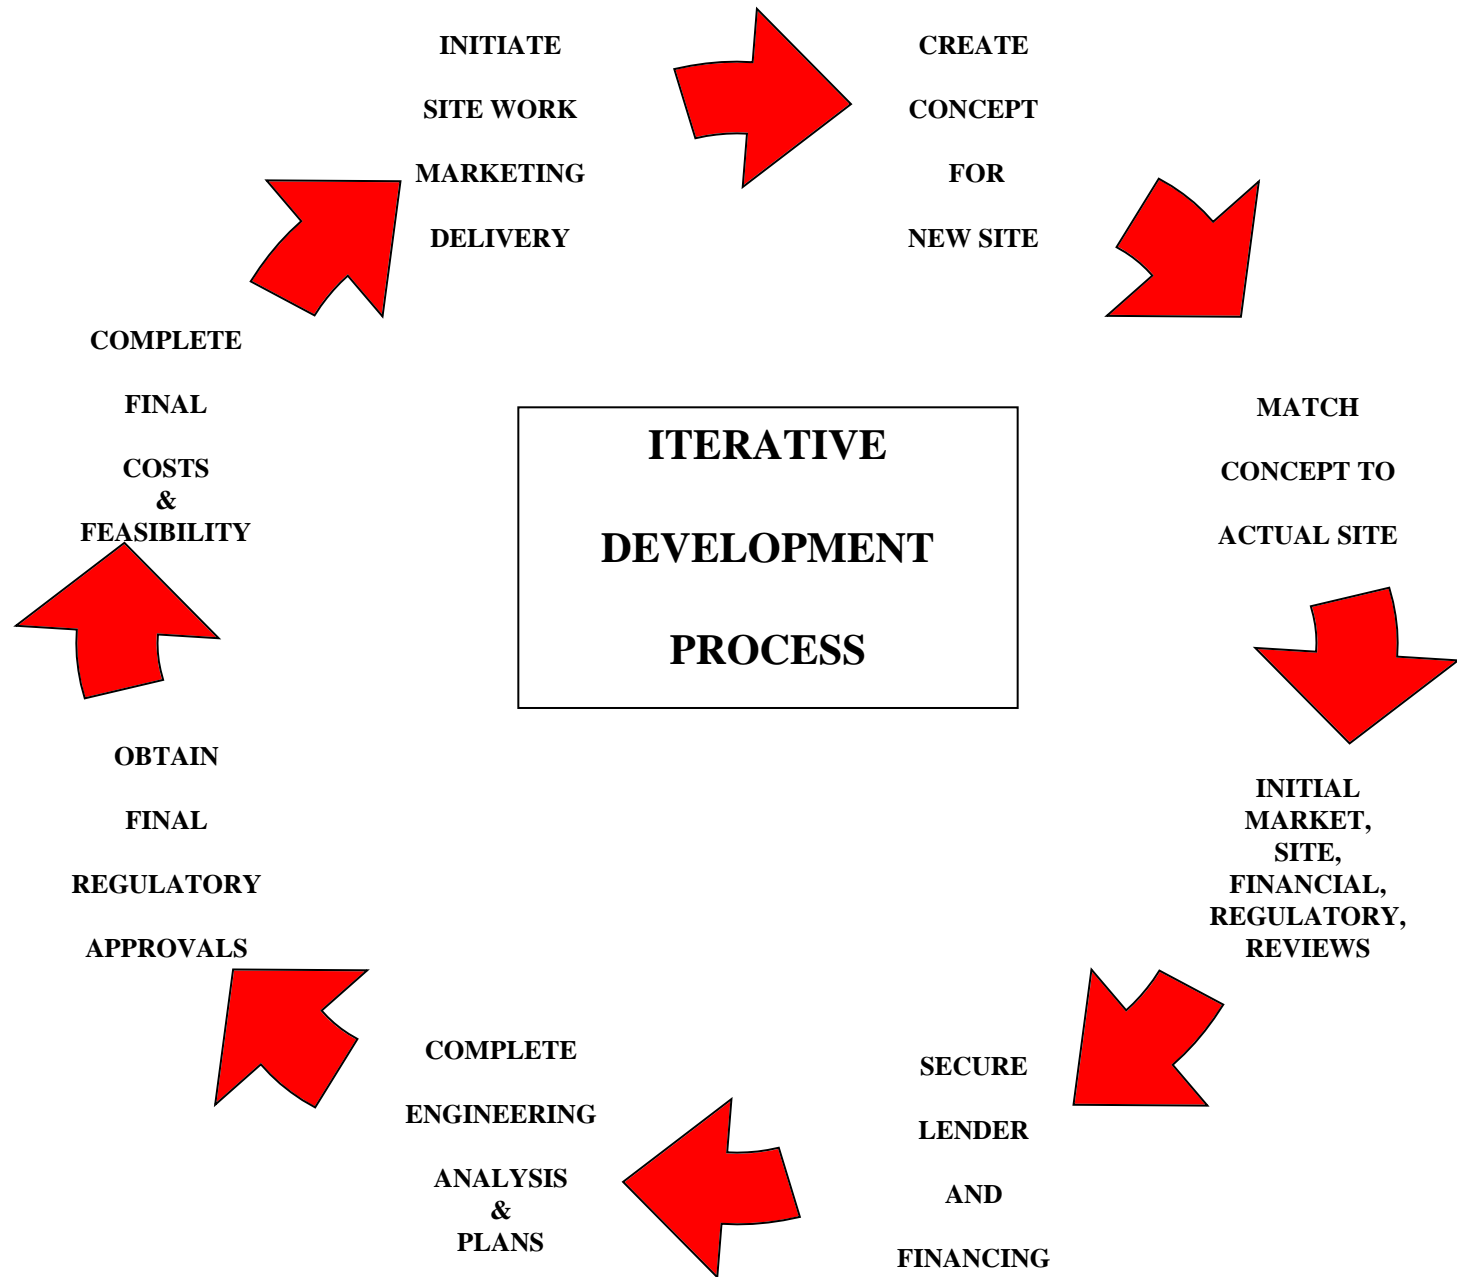 INITIATE
SITE WORK
MARKETING
DELIVERY
CREATE
CONCEPT
FOR
NEW SITE
MATCH
CONCEPT TO
ACTUAL SITE
INITIAL
MARKET,
SITE,
FINANCIAL,
REGULATORY,
REVIEWS
SECURE
LENDER
AND
FINANCING
COMPLETE
ENGINEERING
ANALYSIS
&
PLANS
OBTAIN
FINAL
REGULATORY
APPROVALS
COMPLETE
FINAL
COSTS
&
FEASIBILITY
ITERATIVE
DEVELOPMENT
PROCESS